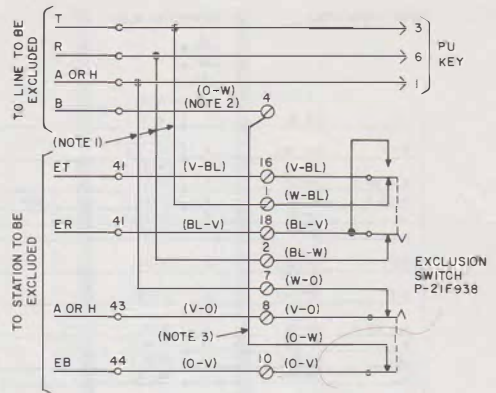 TO LINE TO BE EXCLUDED
T
R
A OR H
B
3
6
1
PU KEY
(O-W)
(NOTE 2)
4
(NOTE 1)
TO STATION TO BE EXCLUDED
ET 41 (V-BL) 16 (V-BL)
1 (W-BL)
ER 41 (BL-V) 18 (BL-V)
2 (BL-W)
7 (W-O)
A OR H 43 (V-O) 8 (V-O)
(NOTE 3)
(O-W)
EB 44 (O-V) 10 (O-V)
EXCLUSION
SWITCH
P-21F938